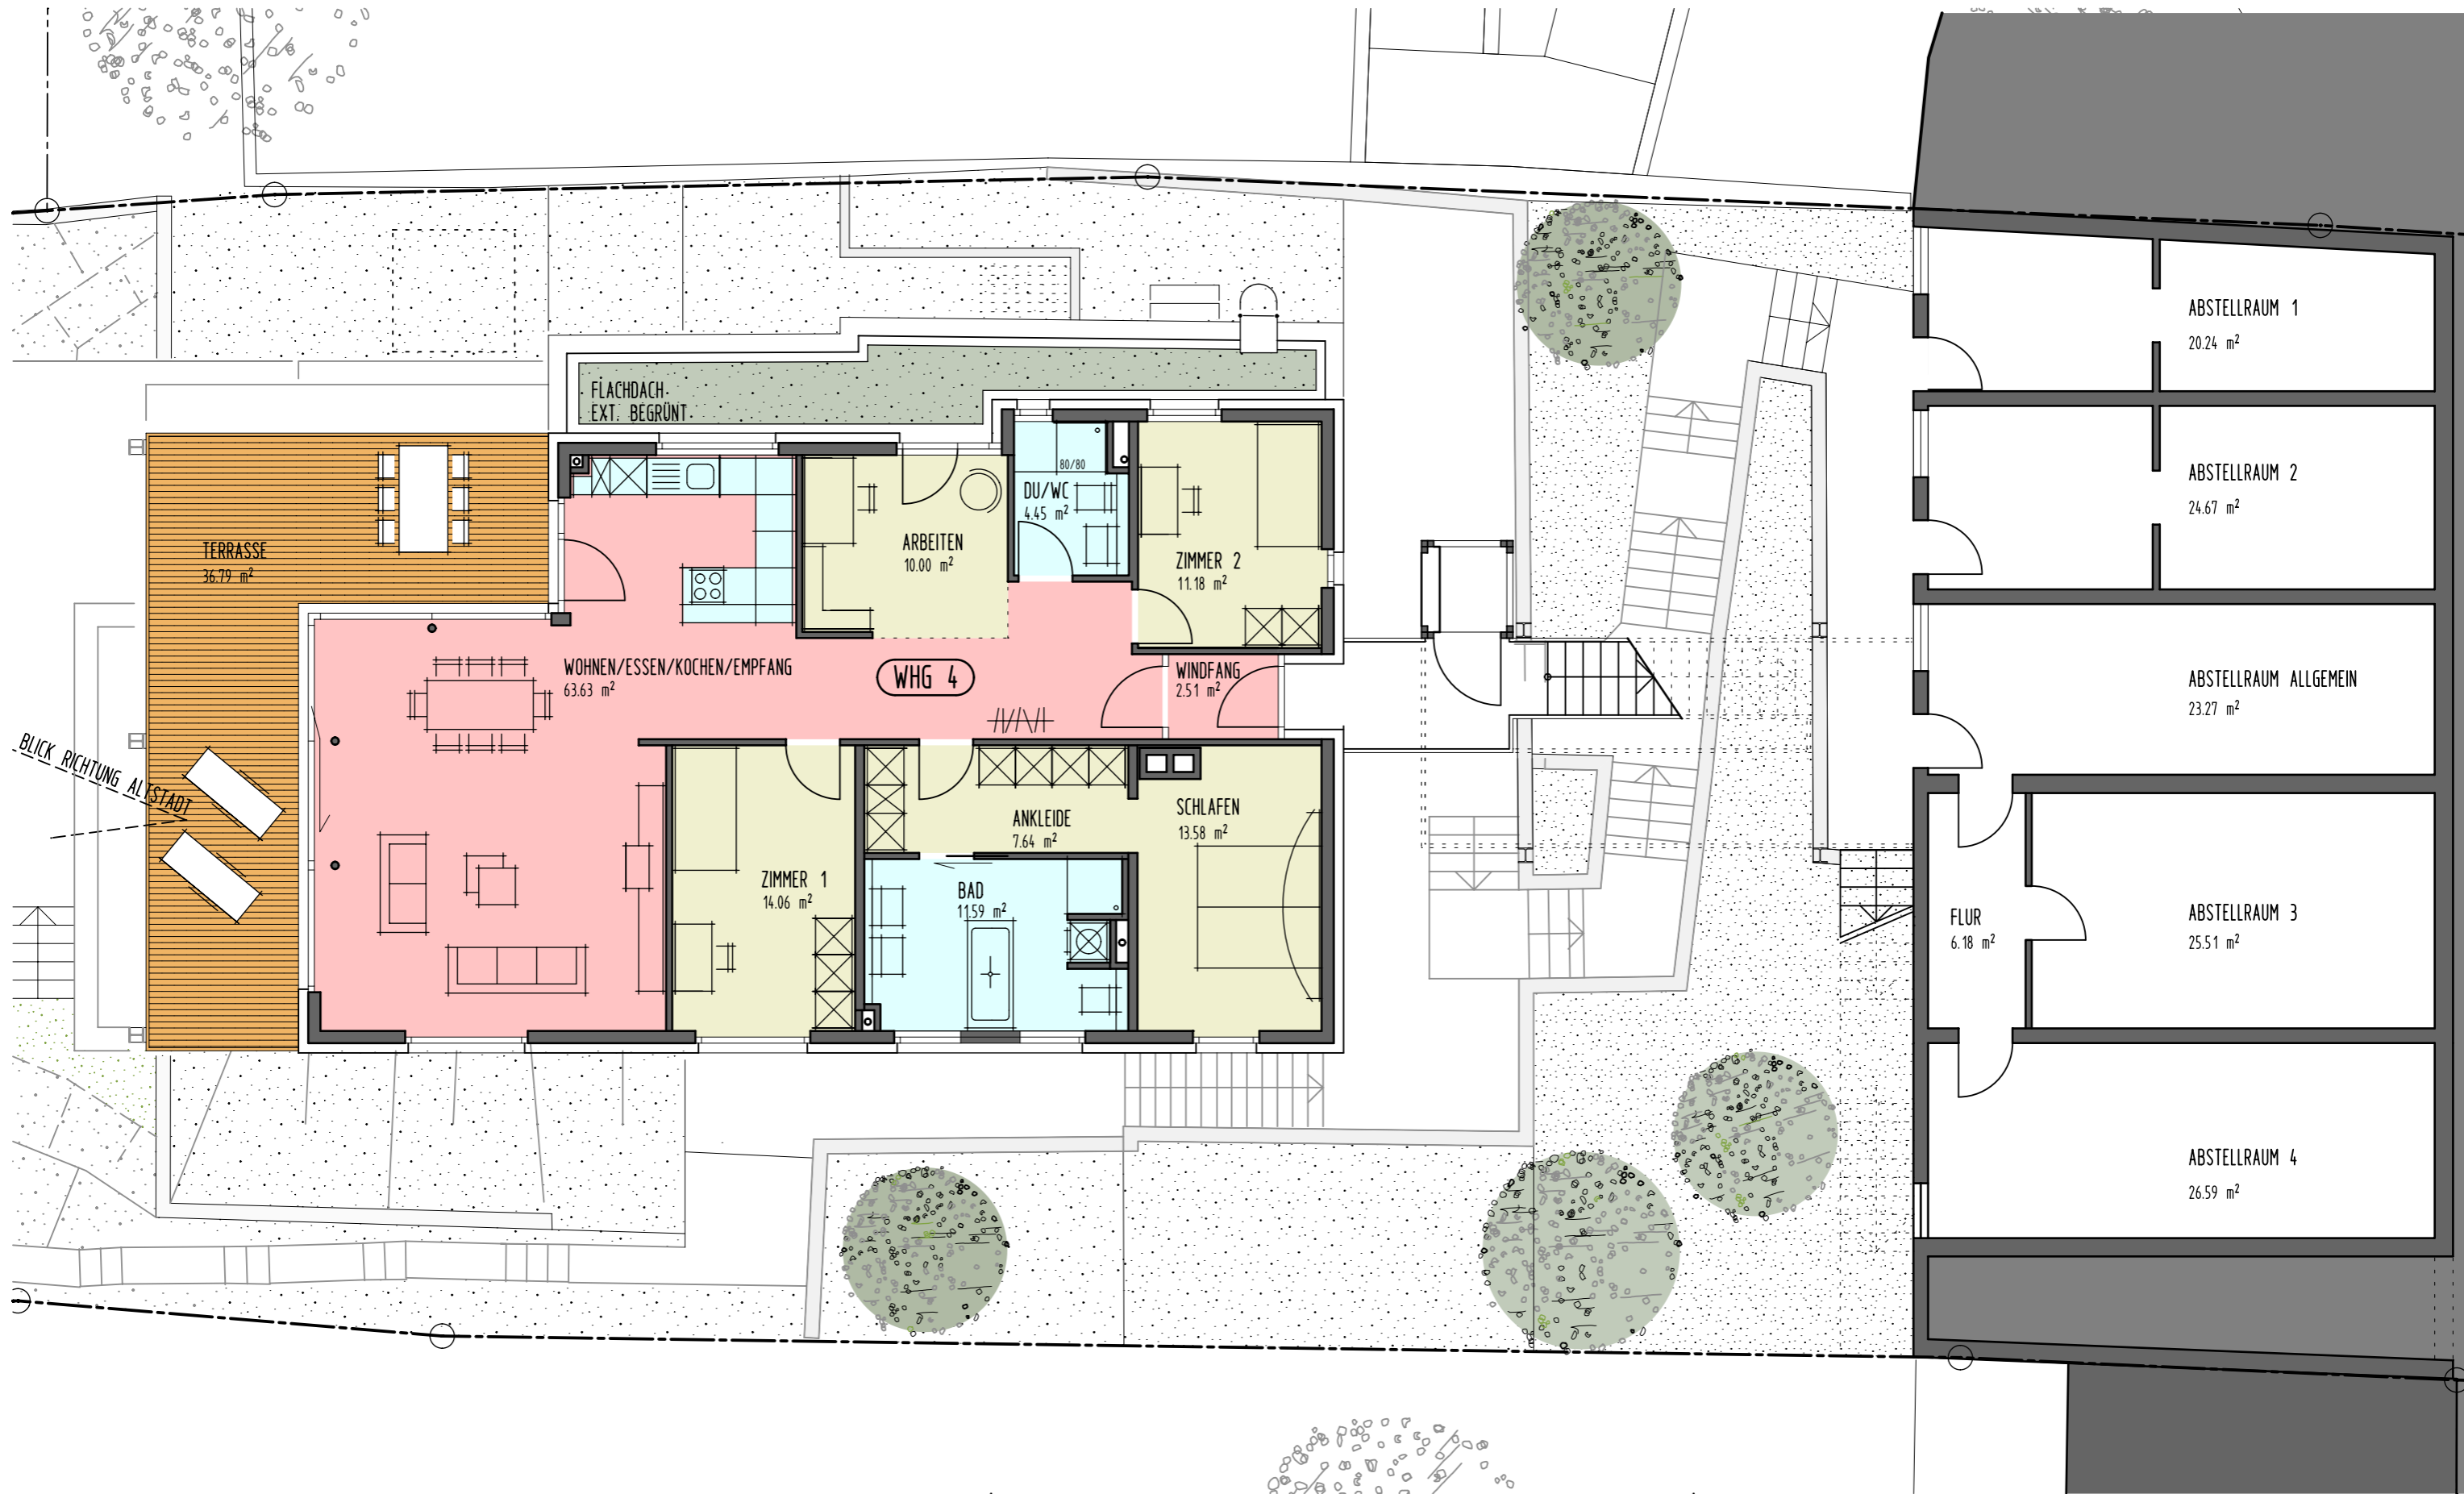 FLACHDACH
EXT. BEGRÜNT
TERRASSE
36.79 m²
80/80
DU/WC
4.45 m²
ARBEITEN
10.00 m²
ZIMMER 2
11.18 m²
WOHNEN/ESSEN/KOCHEN/EMPFANG
63.63 m²
WHG 4
WINDFANG
2.51 m²
BLICK RICHTUNG ALTSTADT
ZIMMER 1
14.06 m²
ANKLEIDE
7.64 m²
SCHLAFEN
13.58 m²
BAD
11.59 m²
ABSTELLRAUM 1
20.24 m²
ABSTELLRAUM 2
24.67 m²
ABSTELLRAUM ALLGEMEIN
23.27 m²
FLUR
6.18 m²
ABSTELLRAUM 3
25.51 m²
ABSTELLRAUM 4
26.59 m²